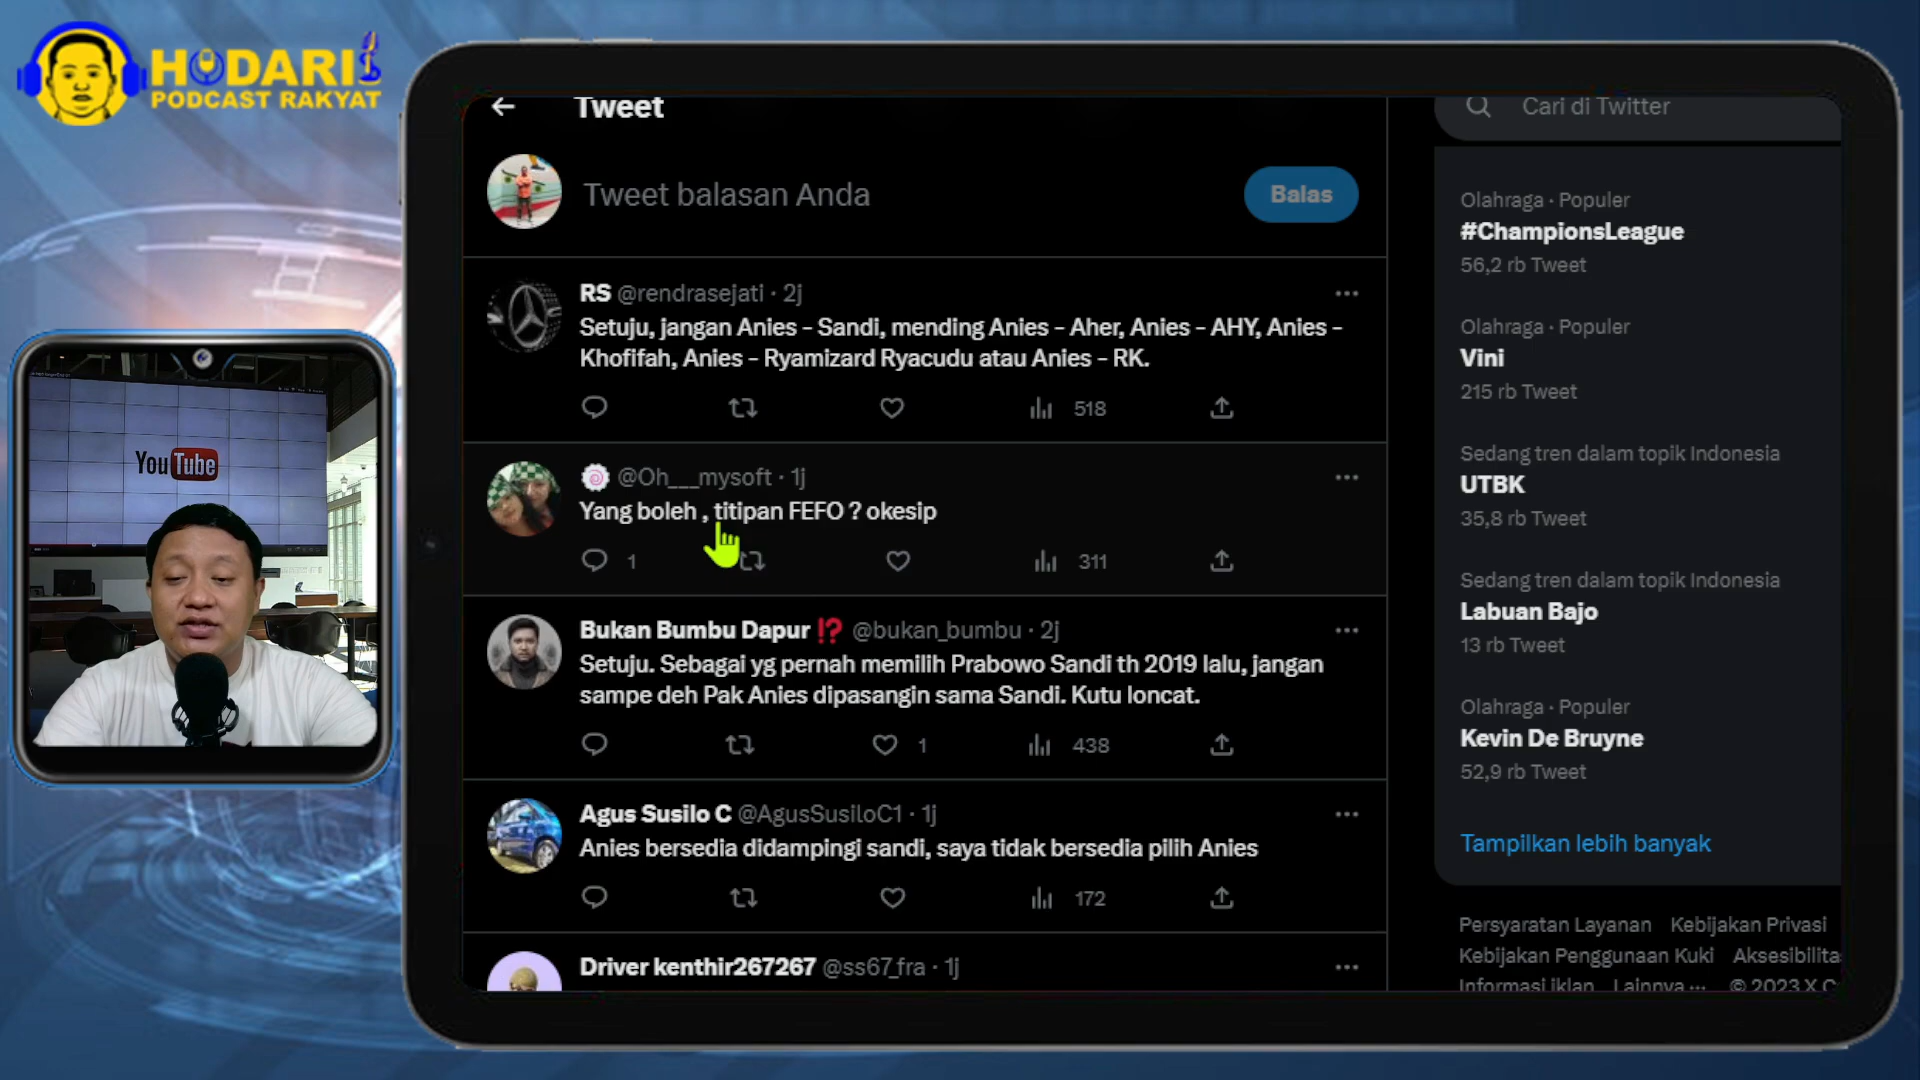 HODARI
PODCAST RAKYAT
YouTube
Tweet
Tweet balasan Anda
Balas
RS @rendrasejati · 2j
Setuju, jangan Anies - Sandi, mending Anies - Aher, Anies - AHY, Anies -
Khofifah, Anies - Ryamizard Ryacudu atau Anies - RK.
518
@Oh___mysoft · 1j
Yang boleh , titipan FEFO ? okesip
1
311
Bukan Bumbu Dapur ⁉ @bukan_bumbu · 2j
Setuju. Sebagai yg pernah memilih Prabowo Sandi th 2019 lalu, jangan
sampe deh Pak Anies dipasangin sama Sandi. Kutu loncat.
1
438
Agus Susilo C @AgusSusiloC1 · 1j
Anies bersedia didampingi sandi, saya tidak bersedia pilih Anies
172
Driver kenthir267267 @ss67_fra · 1j
Cari di Twitter
Olahraga · Populer
#ChampionsLeague
56,2 rb Tweet
Olahraga · Populer
Vini
215 rb Tweet
Sedang tren dalam topik Indonesia
UTBK
35,8 rb Tweet
Sedang tren dalam topik Indonesia
Labuan Bajo
13 rb Tweet
Olahraga · Populer
Kevin De Bruyne
52,9 rb Tweet
Tampilkan lebih banyak
Persyaratan Layanan Kebijakan Privasi
Kebijakan Penggunaan Kuki Aksesibilita
Informasi iklan Lainnya ··· © 2023 X C